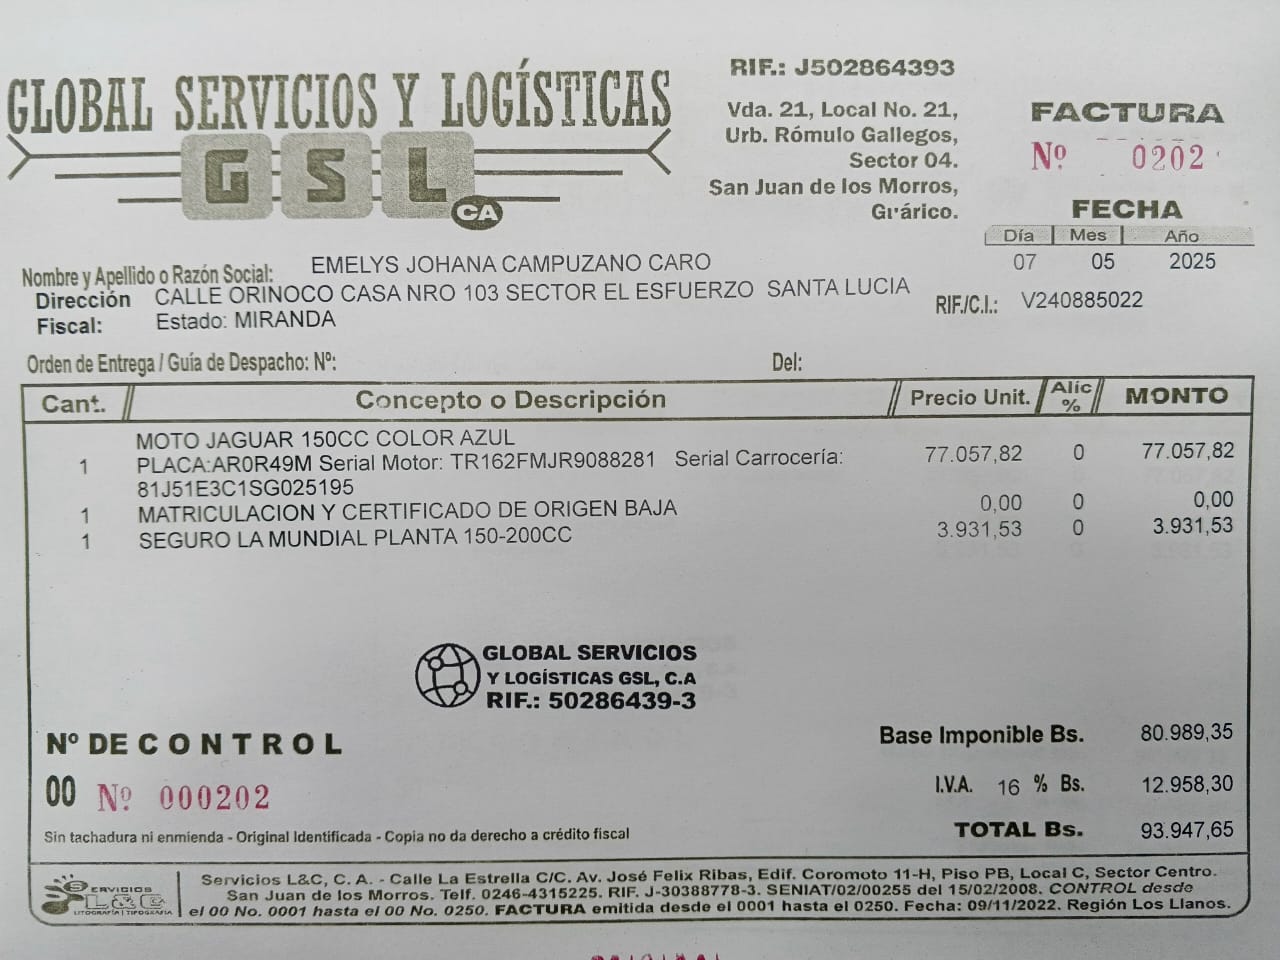 GLOBAL SERVICIOS Y LOGÍSTICAS
GSL
CA
RIF.: J502864393
Vda. 21, Local No. 21,
Urb. Rómulo Gallegos,
Sector 04.
San Juan de los Morros,
Guárico.
FACTURA
Nº 0202
FECHA
Día Mes Año
07 05 2025
Nombre y Apellido o Razón Social: EMELYS JOHANA CAMPUZANO CARO
Dirección Fiscal: CALLE ORINOCO CASA NRO 103 SECTOR EL ESFUERZO SANTA LUCIA
Estado: MIRANDA
RIF./C.I.: V240885022
Orden de Entrega / Guía de Despacho: Nº: Del:
Cant. Concepto o Descripción Precio Unit. Alic % MONTO
MOTO JAGUAR 150CC COLOR AZUL
1 PLACA:AR0R49M Serial Motor: TR162FMJR9088281 Serial Carrocería: 77.057,82 0 77.057,82
81J51E3C1SG025195
1 MATRICULACION Y CERTIFICADO DE ORIGEN BAJA 0,00 0 0,00
1 SEGURO LA MUNDIAL PLANTA 150-200CC 3.931,53 0 3.931,53
GLOBAL SERVICIOS
Y LOGÍSTICAS GSL, C.A
RIF.: 50286439-3
Nº DE CONTROL
00 Nº 000202
Base Imponible Bs. 80.989,35
I.V.A. 16 % Bs. 12.958,30
TOTAL Bs. 93.947,65
Sin tachadura ni enmienda - Original Identificada - Copia no da derecho a crédito fiscal
SERVICIOS
L&C
LITOGRAFÍA | TIPOGRAFÍA
Servicios L&C, C. A. - Calle La Estrella C/C. Av. José Felix Ribas, Edif. Coromoto 11-H, Piso PB, Local C, Sector Centro.
San Juan de los Morros. Telf. 0246-4315225. RIF. J-30388778-3. SENIAT/02/00255 del 15/02/2008. CONTROL desde
el 00 No. 0001 hasta el 00 No. 0250. FACTURA emitida desde el 0001 hasta el 0250. Fecha: 09/11/2022. Región Los Llanos.